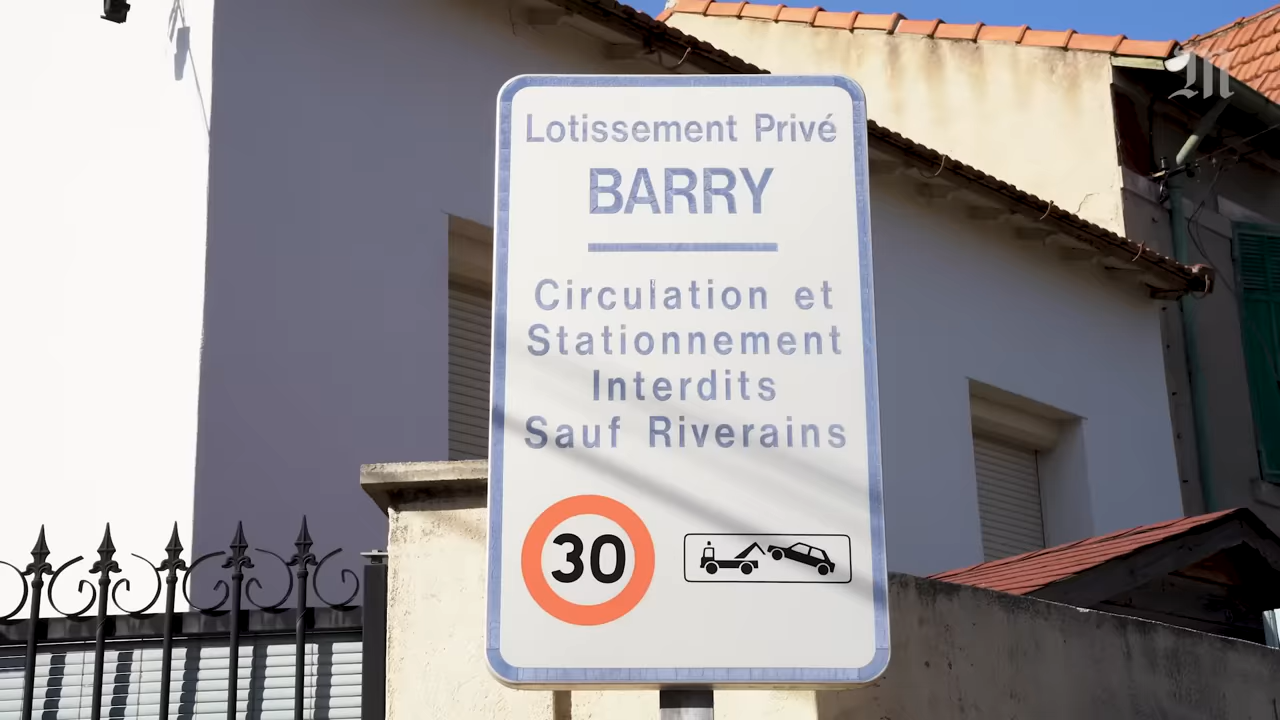 Lotissement Privé
BARRY
Circulation et
Stationnement
Interdits
Sauf Riverains
30
M